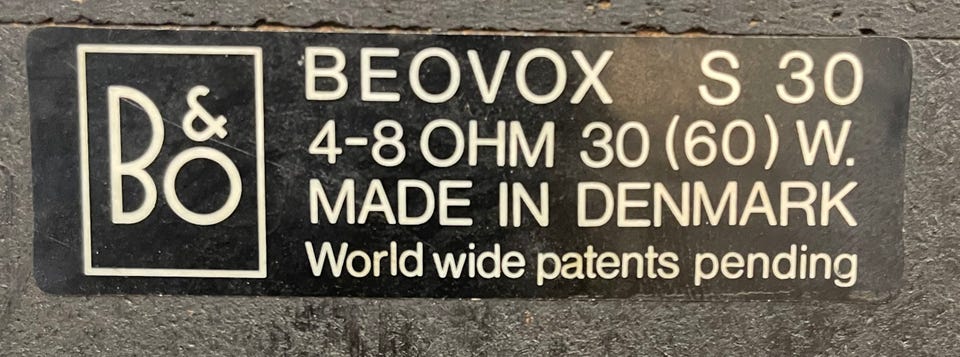 B&O
BEOVOX S 30
4-8 OHM 30 (60) W.
MADE IN DENMARK
World wide patents pending